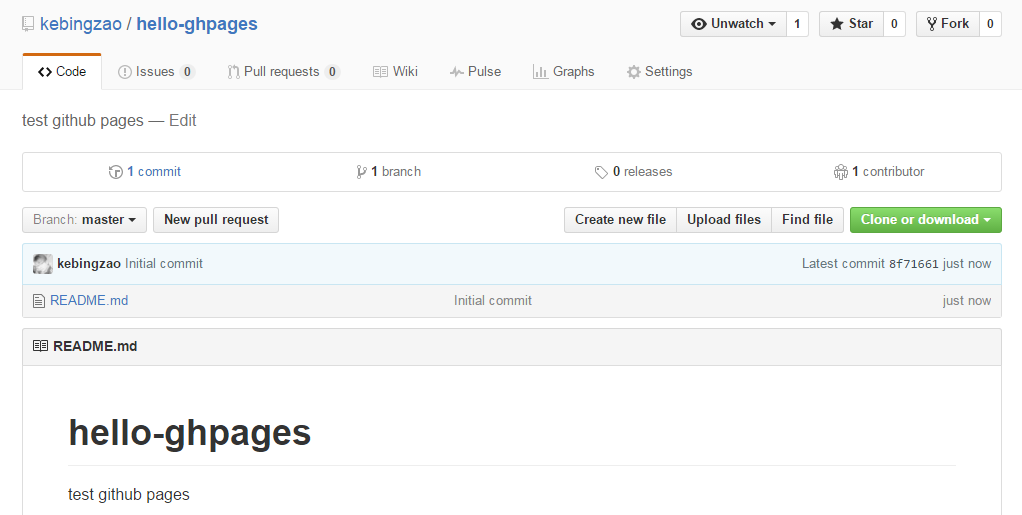 kebingzao / hello-ghpages Unwatch 1 Star 0 Fork 0
Code Issues 0 Pull requests 0 Wiki Pulse Graphs Settings
test github pages — Edit
1 commit 1 branch 0 releases 1 contributor
Branch: master New pull request Create new file Upload files Find file Clone or download
kebingzao Initial commit Latest commit 8f71661 just now
README.md Initial commit just now
README.md
hello-ghpages
test github pages